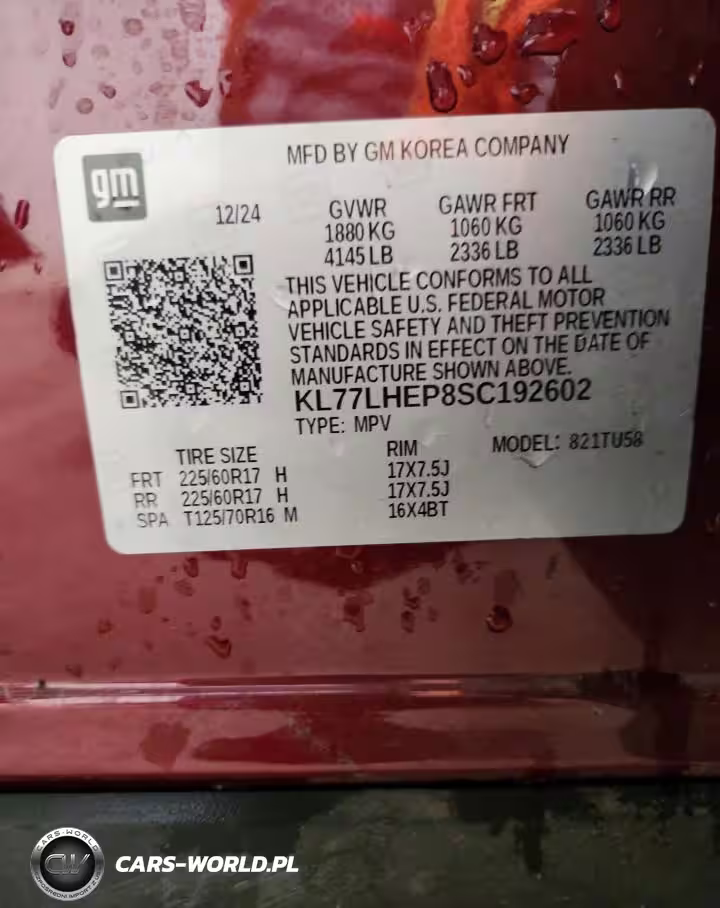 MFD BY GM KOREA COMPANY
gm
12/24
GVWR GAWR FRT GAWR RR
1880 KG 1060 KG 1060 KG
4145 LB 2336 LB 2336 LB
THIS VEHICLE CONFORMS TO ALL
APPLICABLE U.S. FEDERAL MOTOR
VEHICLE SAFETY AND THEFT PREVENTION
STANDARDS IN EFFECT ON THE DATE OF
MANUFACTURE SHOWN ABOVE.
KL77LHEP8SC192602
TYPE: MPV MODEL: 821TU58
TIRE SIZE RIM
FRT 225/60R17 H 17X7.5J
RR 225/60R17 H 17X7.5J
SPA T125/70R16 M 16X4BT
CARS-WORLD
CW
CARS-WORLD.PL